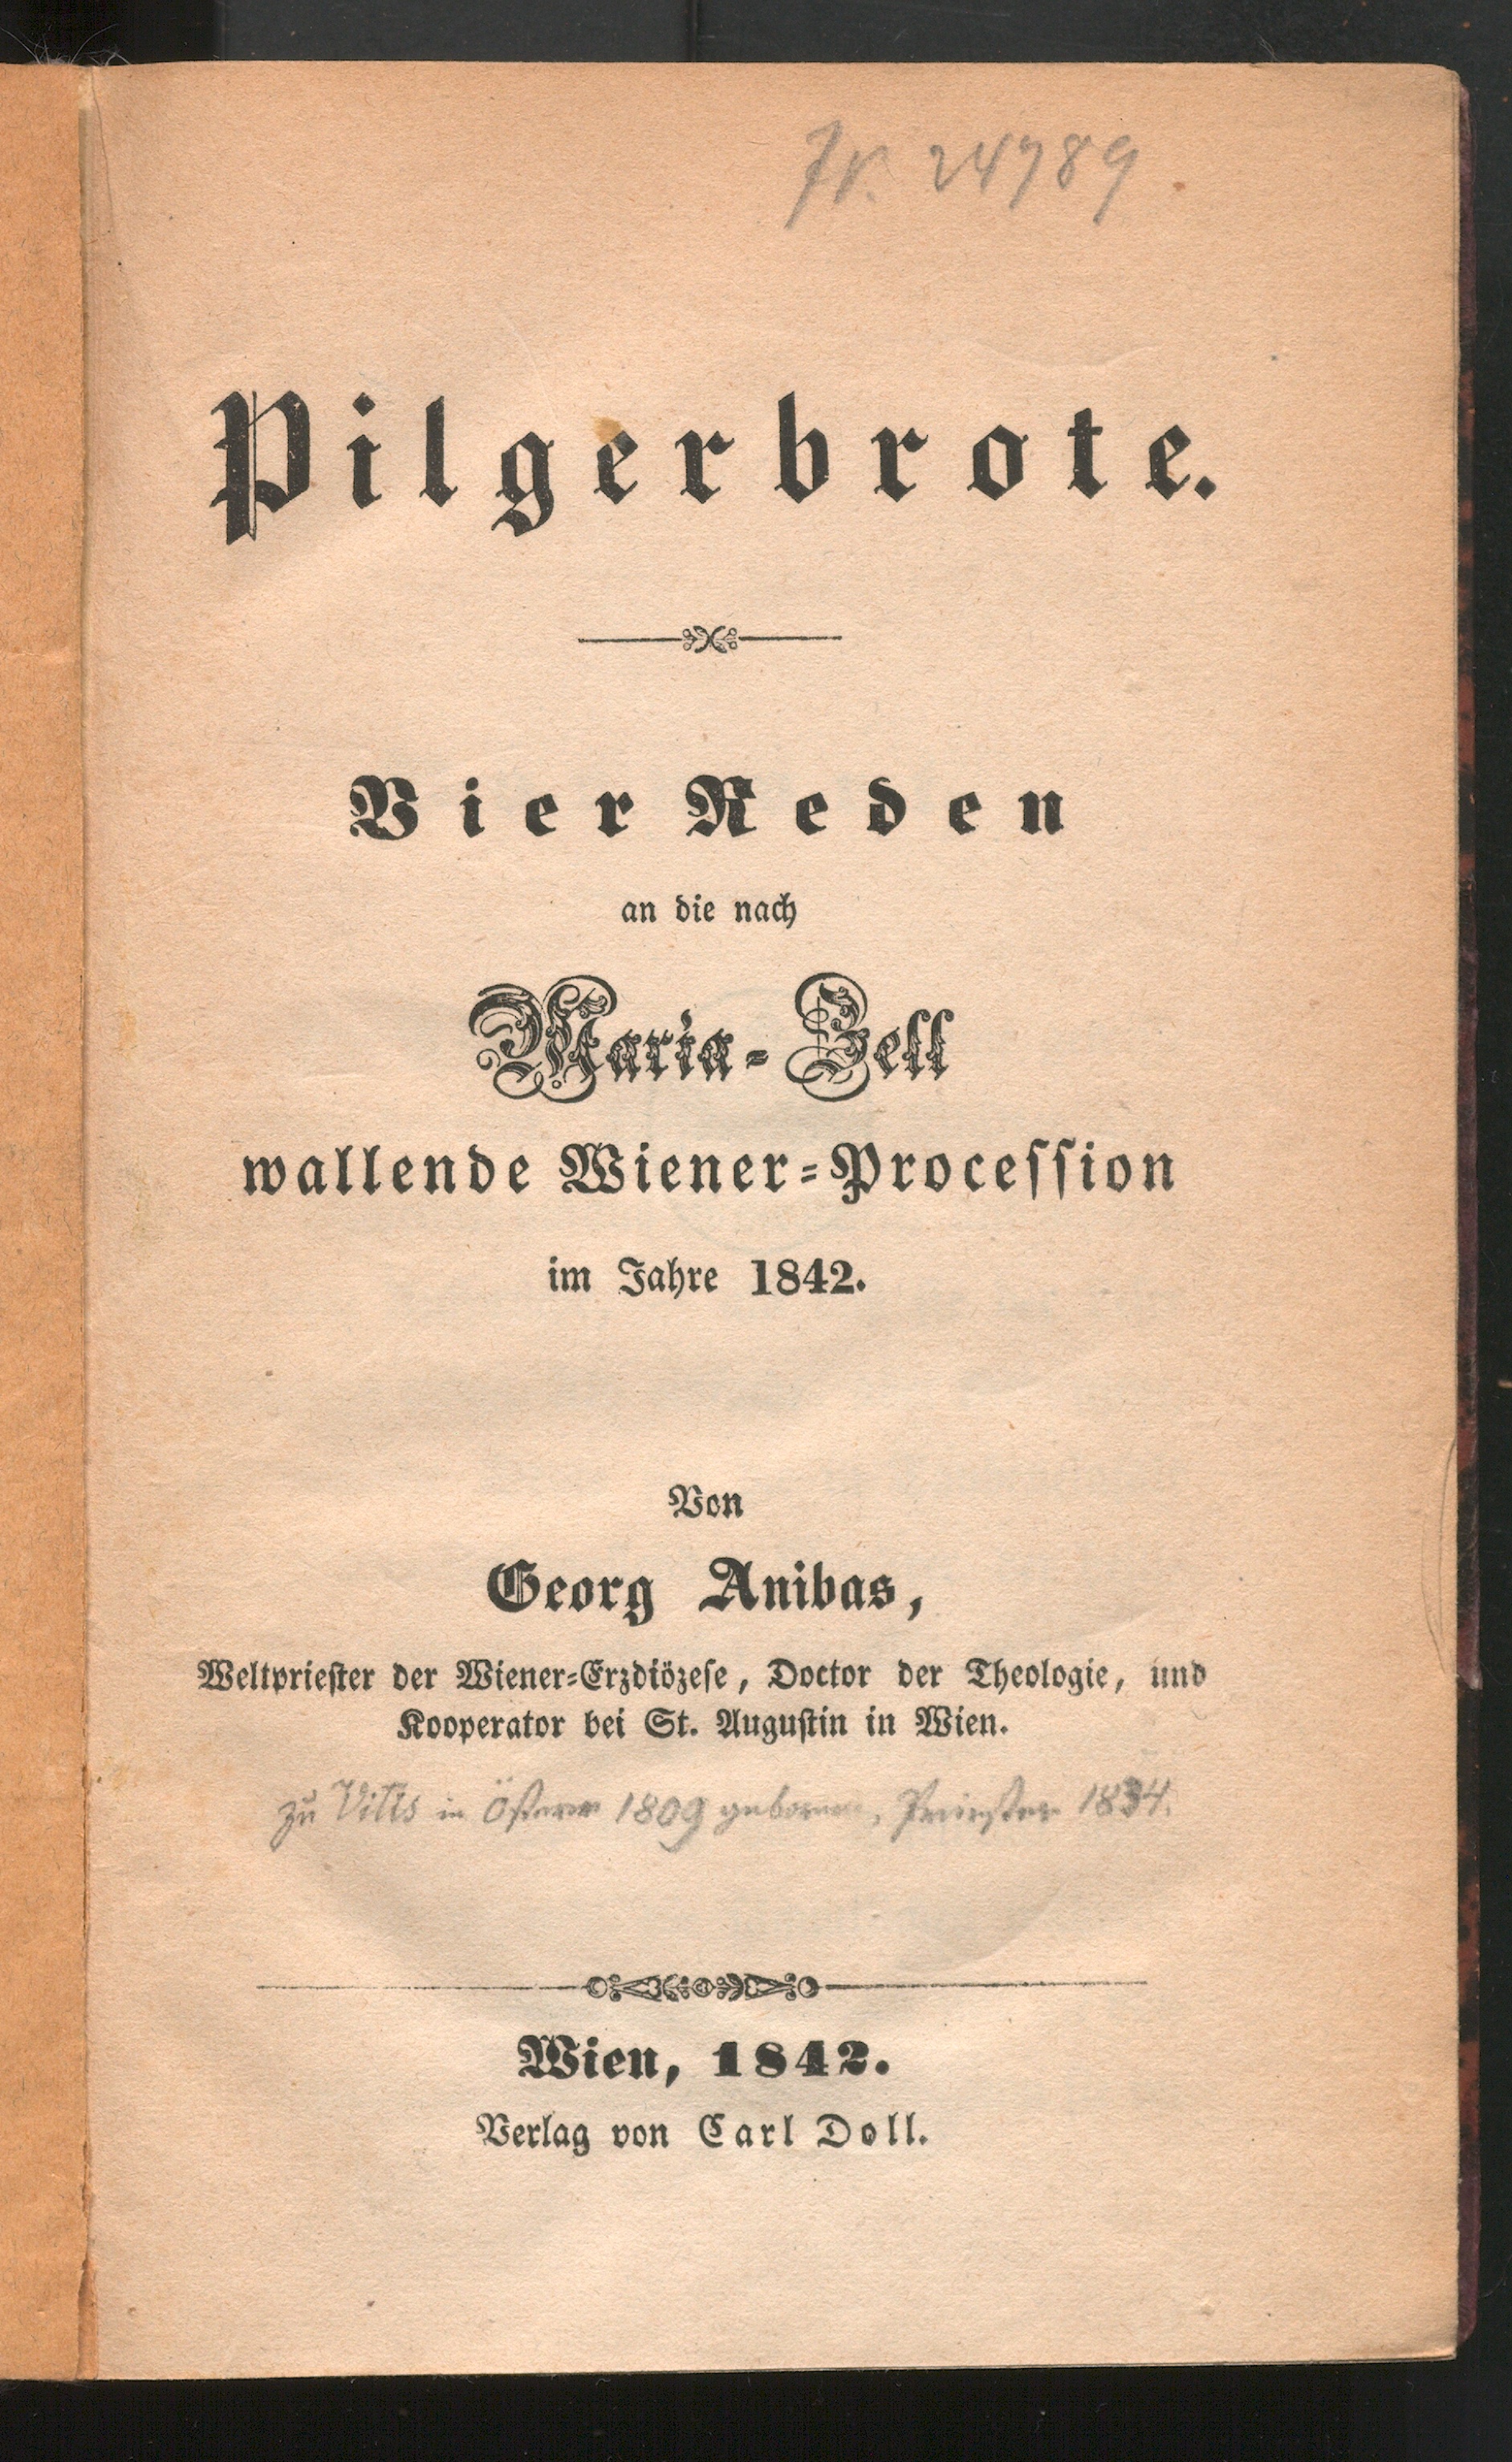 Jv. 24789
Pilgerbrote.
Vier Reden
an die nach
Maria-Zell
wallende Wiener-Proceſſion
im Jahre 1842.
Von
Georg Anibas,
Weltprieſter der Wiener-Erzdiözeſe, Doctor der Theologie, und
Kooperator bei St. Auguſtin in Wien.
zu Vitis in Österr 1809 geboren, Priester 1834.
Wien, 1842.
Verlag von Carl Doll.